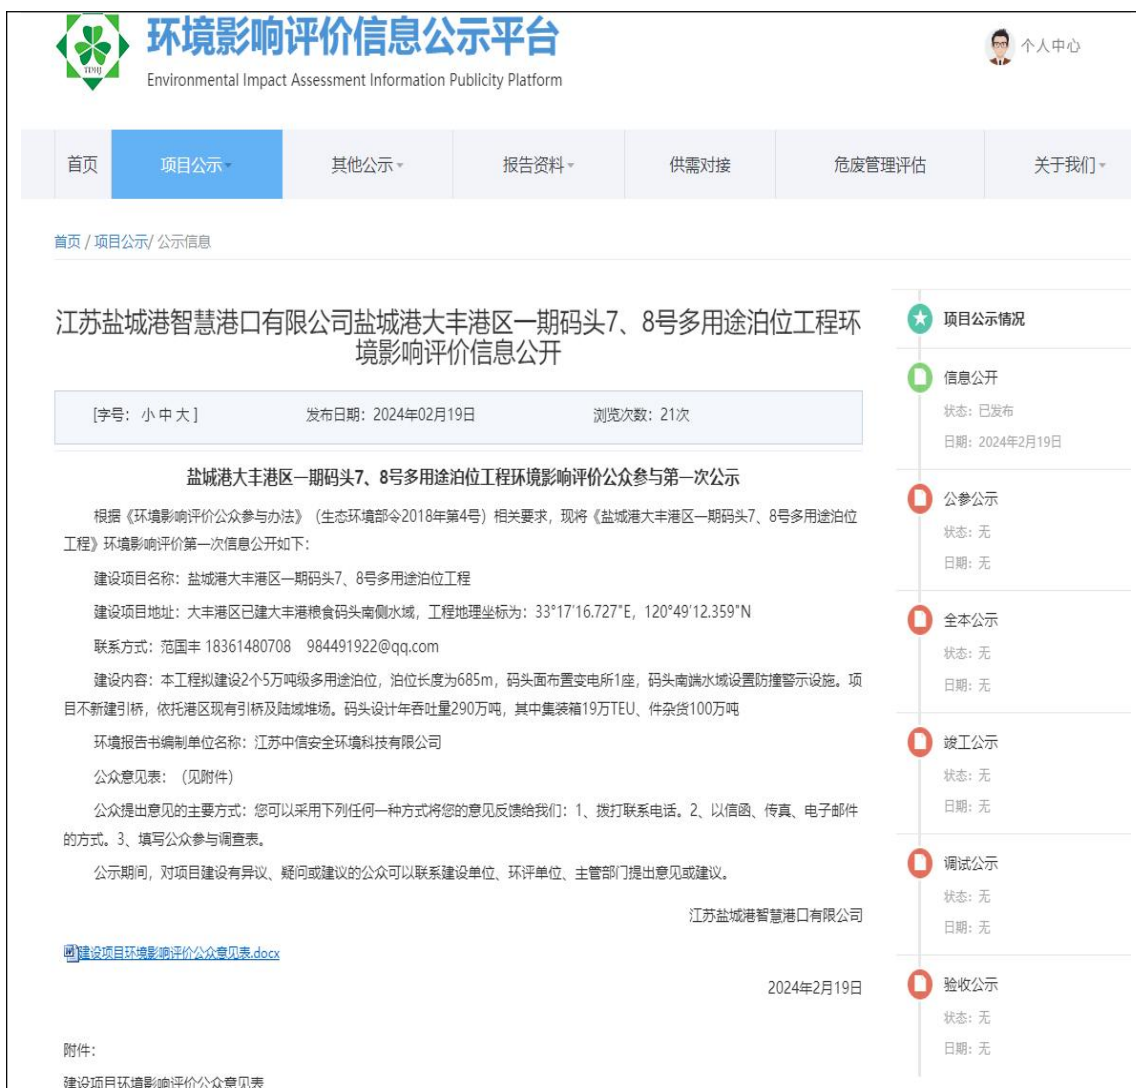 环境影响评价信息公示平台
Environmental Impact Assessment Information Publicity Platform
TDHJ
个人中心
首页 项目公示 其他公示 报告资料 供需对接 危废管理评估 关于我们
首页 / 项目公示/ 公示信息
江苏盐城港智慧港口有限公司盐城港大丰港区一期码头7、8号多用途泊位工程环
境影响评价信息公开
[字号： 小 中 大 ] 发布日期：2024年02月19日 浏览次数：21次
盐城港大丰港区一期码头7、8号多用途泊位工程环境影响评价公众参与第一次公示
根据《环境影响评价公众参与办法》（生态环境部令2018年第4号）相关要求，现将《盐城港大丰港区一期码头7、8号多用途泊位
工程》环境影响评价第一次信息公开如下：
建设项目名称：盐城港大丰港区一期码头7、8号多用途泊位工程
建设项目地址：大丰港区已建大丰港粮食码头南侧水域，工程地理坐标为：33°17'16.727"E，120°49'12.359"N
联系方式：范国丰 18361480708 984491922@qq.com
建设内容：本工程拟建设2个5万吨级多用途泊位，泊位长度为685m，码头面布置变电所1座，码头南端水域设置防撞警示设施。项
目不新建引桥，依托港区现有引桥及陆域堆场。码头设计年吞吐量290万吨，其中集装箱19万TEU、件杂货100万吨
环境报告书编制单位名称：江苏中信安全环境科技有限公司
公众意见表：（见附件）
公众提出意见的主要方式：您可以采用下列任何一种方式将您的意见反馈给我们：1、拨打联系电话。2、以信函、传真、电子邮件
的方式。3、填写公众参与调查表。
公示期间，对项目建设有异议、疑问或建议的公众可以联系建设单位、环评单位、主管部门提出意见或建议。
江苏盐城港智慧港口有限公司
建设项目环境影响评价公众意见表.docx
2024年2月19日
附件：
建设项目环境影响评价公众意见表
项目公示情况
信息公开
状态：已发布
日期：2024年2月19日
公参公示
状态：无
日期：无
全本公示
状态：无
日期：无
竣工公示
状态：无
日期：无
调试公示
状态：无
日期：无
验收公示
状态：无
日期：无